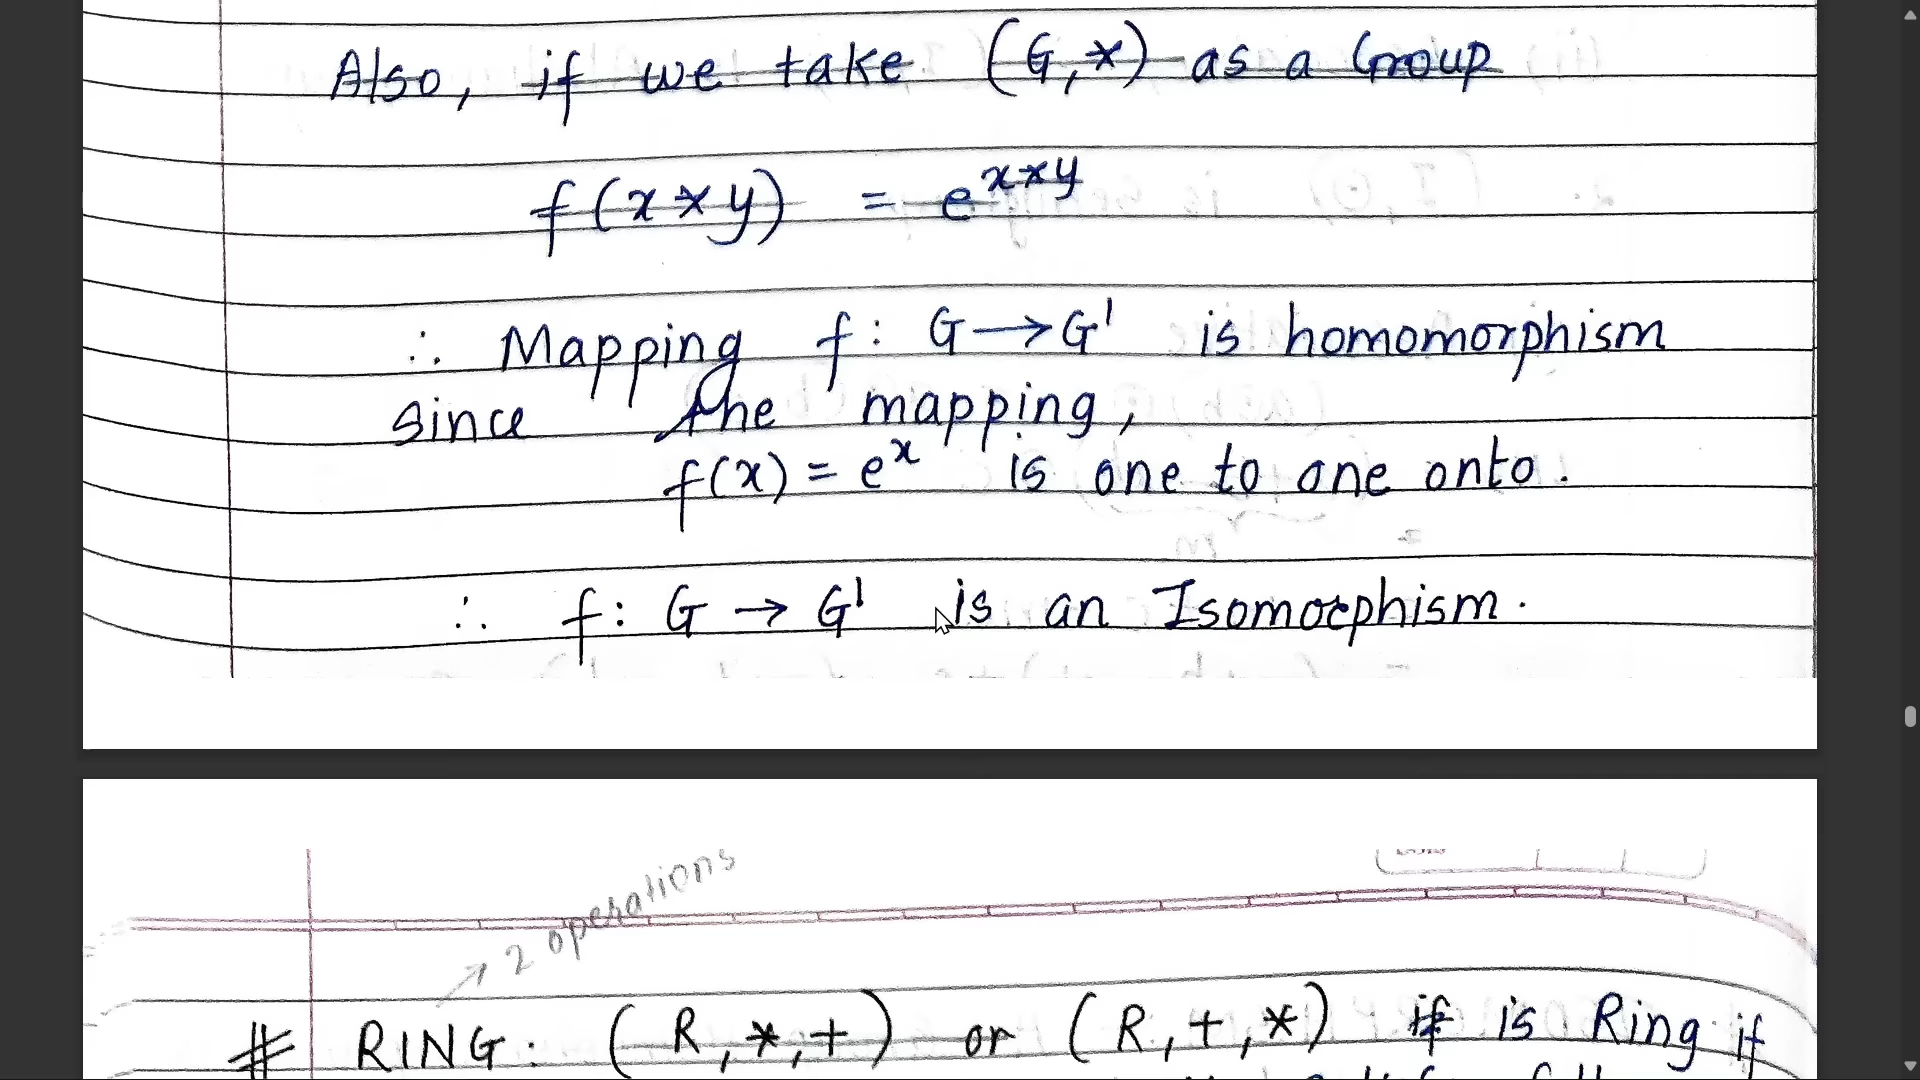 Also, if we take (G, *) as a Group
f(x * y) = e^{x*y}
∴ Mapping f: G → G' is homomorphism
since the mapping,
f(x) = e^x is one to one onto.
∴ f: G → G' is an Isomorphism.
→ 2 operations
# RING: (R, *, +) or (R, +, *) if is Ring if